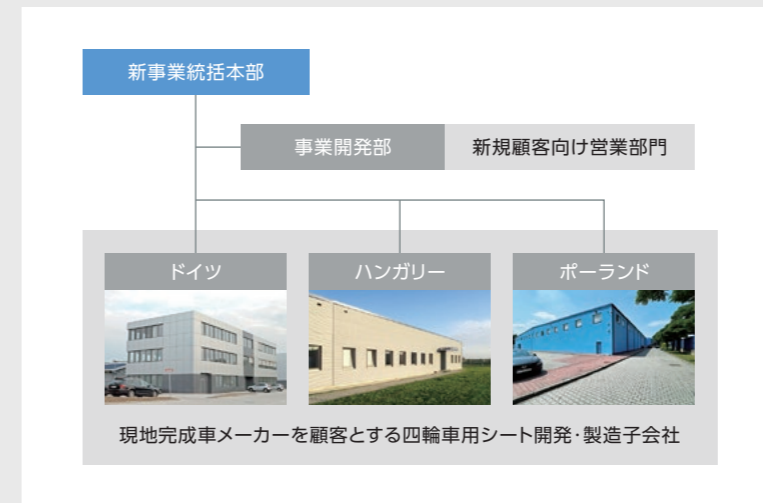 新事業統括本部
事業開発部
新規顧客向け営業部門
ドイツ
ハンガリー
ポーランド
現地完成車メーカーを顧客とする四輪車用シート開発・製造子会社